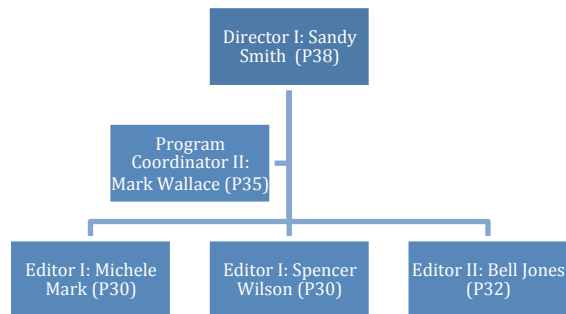 Director I: Sandy
Smith (P38)
Program
Coordinator II:
Mark Wallace (P35)
Editor I: Michele
Mark (P30)
Editor I: Spencer
Wilson (P30)
Editor II: Bell Jones
(P32)